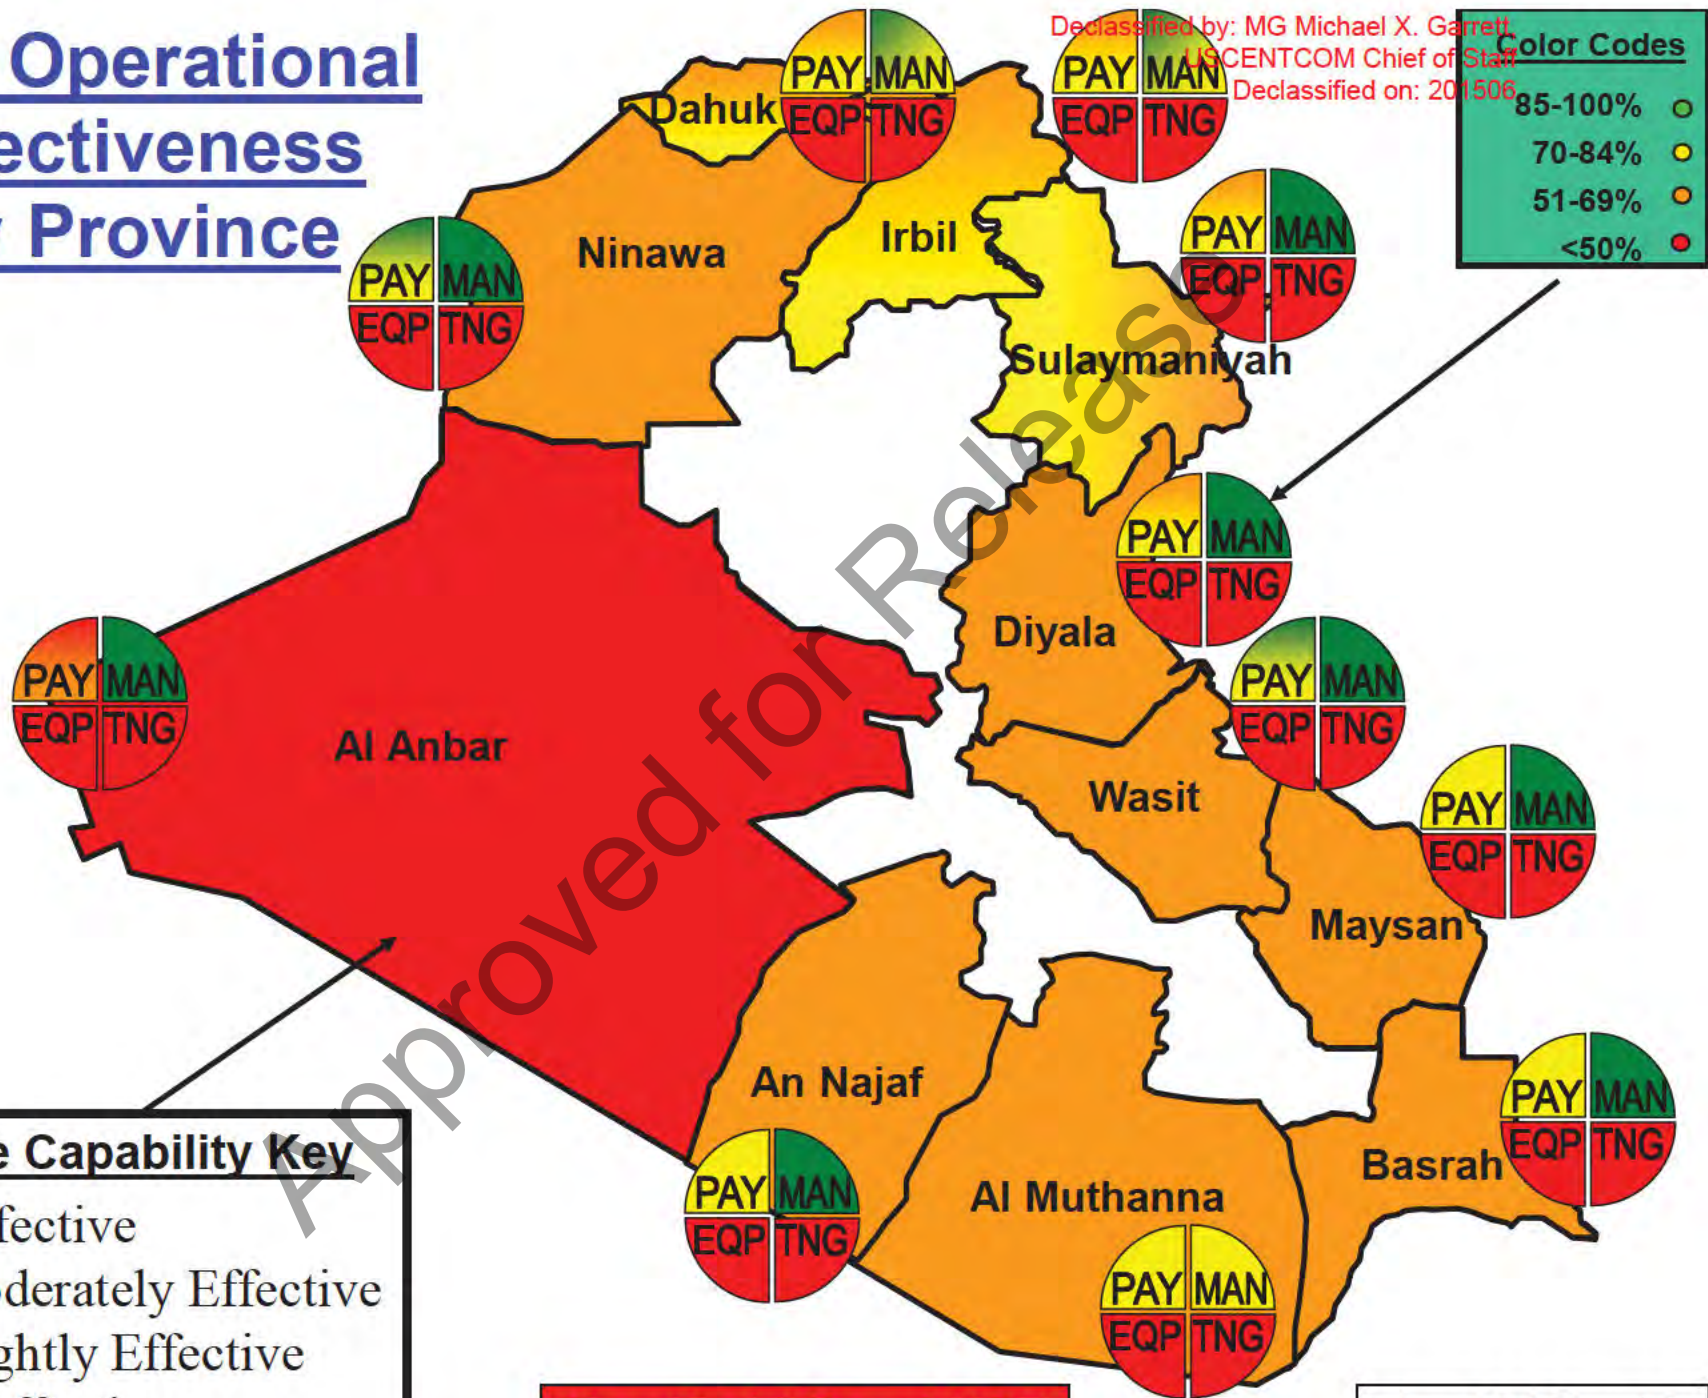 Operational
ectiveness
Province
Declassified by: MG Michael X. Garrett,
USCENTCOM Chief of Staff
Declassified on: 201506
Color Codes
85-100%
70-84%
51-69%
<50%
Dahuk
PAY MAN
EQP TNG
PAY MAN
EQP TNG
Ninawa
Irbil
PAY MAN
EQP TNG
PAY MAN
EQP TNG
Sulaymaniyah
PAY MAN
EQP TNG
Diyala
PAY MAN
EQP TNG
PAY MAN
EQP TNG
Al Anbar
Wasit
PAY MAN
EQP TNG
Maysan
An Najaf
PAY MAN
EQP TNG
Basrah
Al Muthanna
PAY MAN
EQP TNG
PAY MAN
EQP TNG
Capability Key
fective
derately Effective
ghtly Effective
Approved for Release